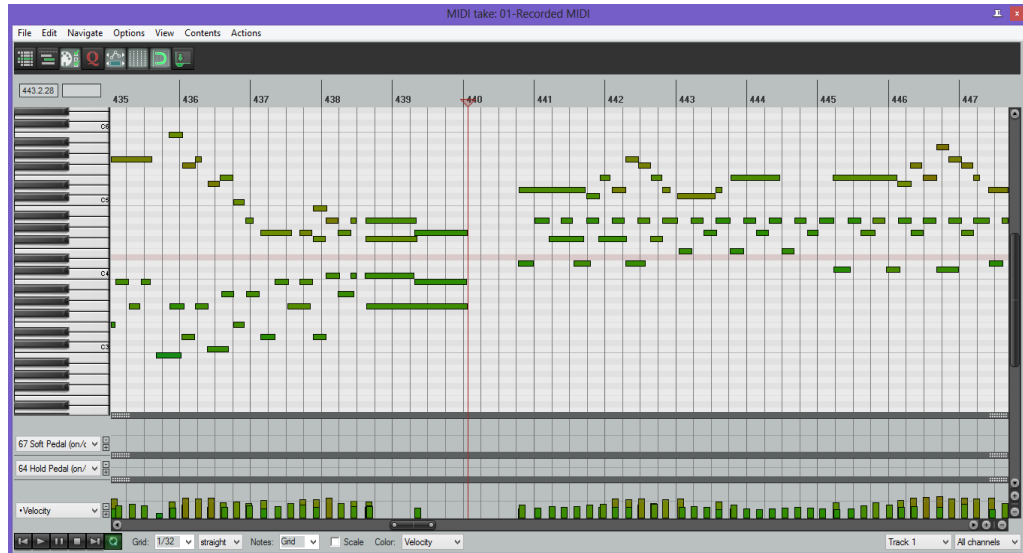 MIDI take: 01-Recorded MIDI
File Edit Navigate Options View Contents Actions
Q
443.2.28
435 436 437 438 439 440 441 442 443 444 445 446 447
C6
C5
C4
C3
67 Soft Pedal (on/c
64 Hold Pedal (on/
•Velocity
Grid: 1/32 straight Notes: Grid Scale Color: Velocity Track 1 All channels